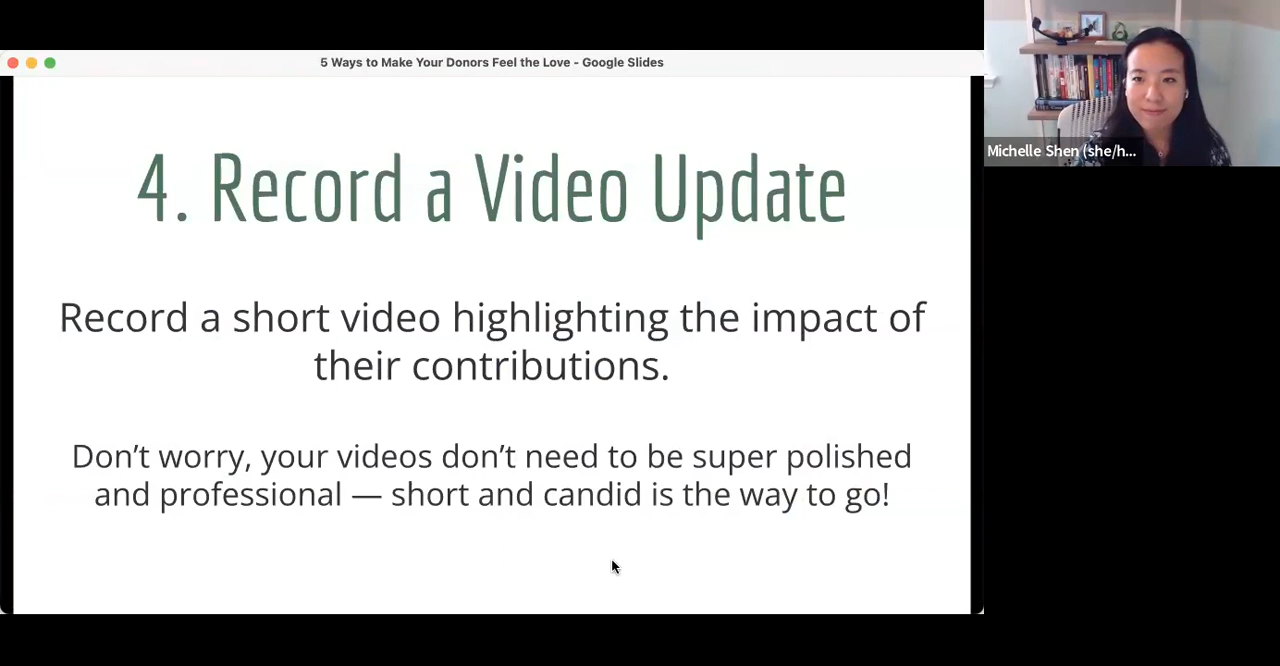 5 Ways to Make Your Donors Feel the Love - Google Slides
4. Record a Video Update
Record a short video highlighting the impact of
their contributions.
Don’t worry, your videos don’t need to be super polished
and professional — short and candid is the way to go!
Michelle Shen (she/h...